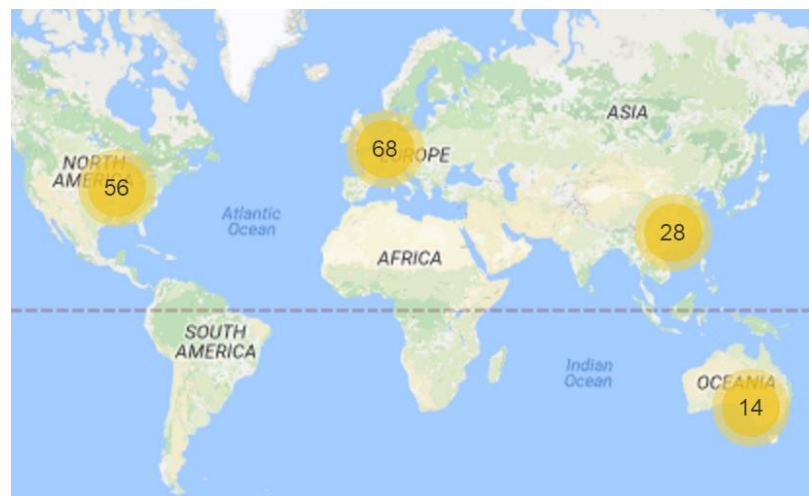 ASIA
68
EUROPE
NORTH
AMERICA
56
Atlantic
Ocean
28
AFRICA
SOUTH
AMERICA
Indian
Ocean
OCEANIA
14